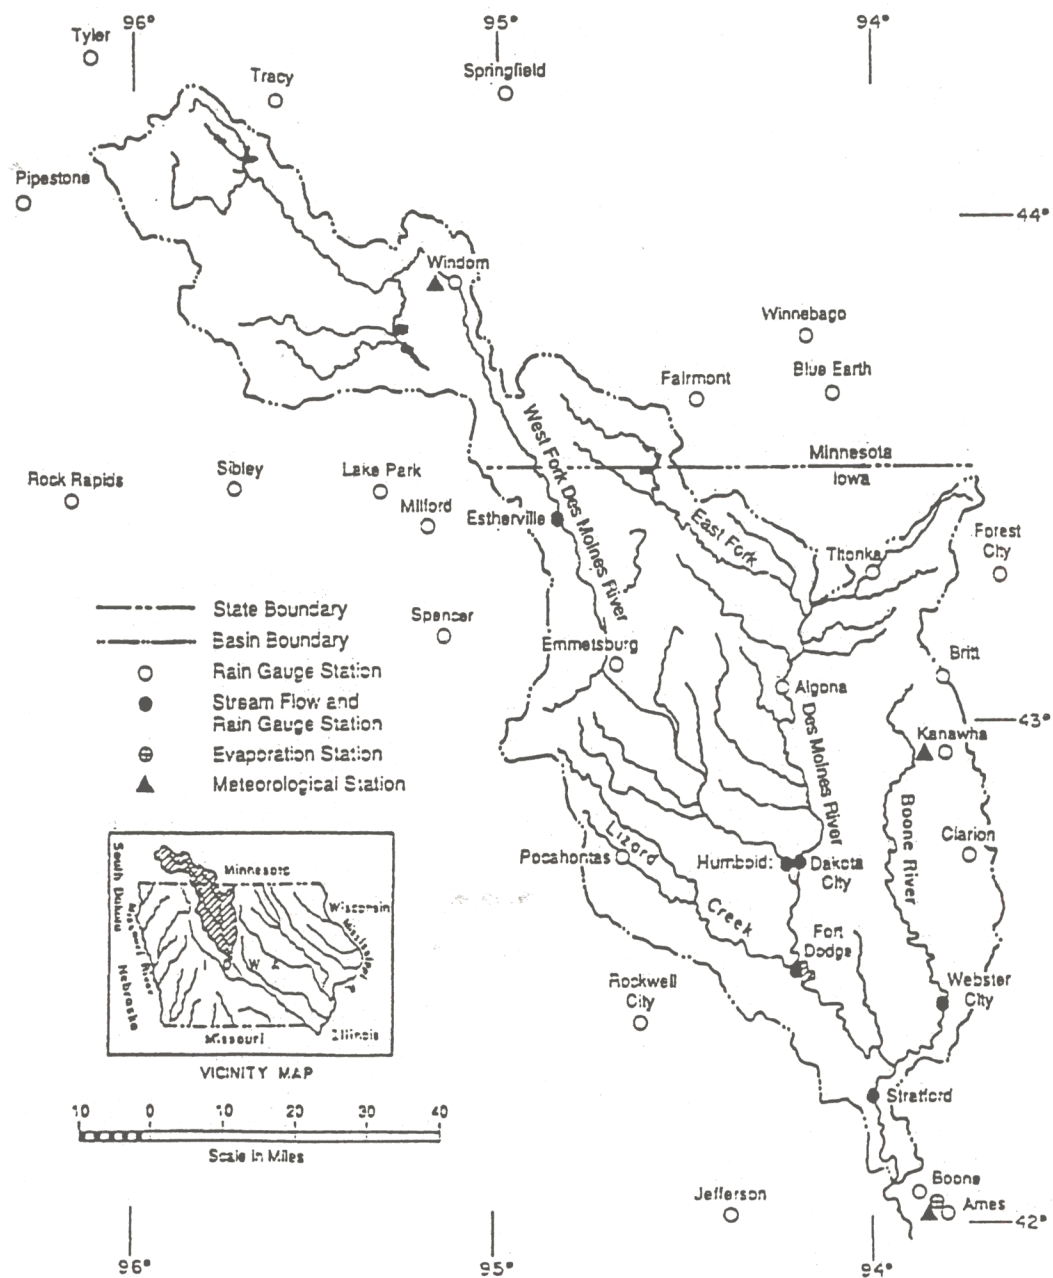 96°
95°
94°
Tyler
Tracy
Springfield
Pipestone
44°
Windom
Winnebago
Blue Earth
Fairmont
West Fork Des Moines River
Minnesota
Iowa
Rock Rapids
Sibley
Lake Park
Milford
Estherville
East Fork
Thonka
Forest
City
State Boundary
Basin Boundary
Rain Gauge Station
Stream Flow and
Rain Gauge Station
Evaporation Station
Meteorological Station
Spencer
Emmetsburg
Britt
Algona
43°
Kanawha
Des Moines River
Boone River
Clarion
Lizard
Creek
Pocahontas
Humboldt
Dakota
City
Fort
Dodge
Rockwell
City
Webster
City
Stratford
Boone
Ames
Jefferson
42°
South Dakota
Minnesota
Wisconsin
Missouri River
Mississippi R
Nebraska
Missouri
Illinois
VICINITY MAP
10 0 10 20 30 40
Scale in Miles
96°
95°
94°